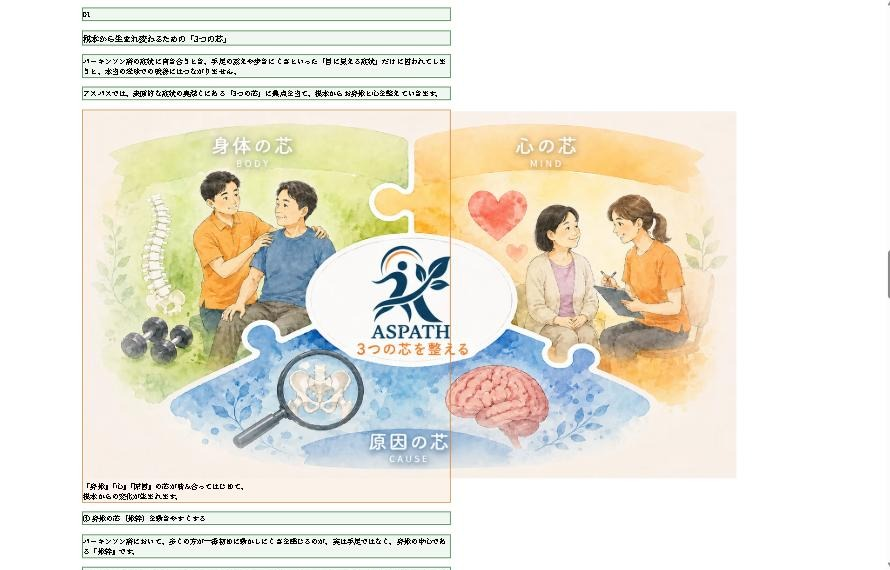 01
根本から生まれ変わるための「3つの芯」
パーキンソン病の症状に向き合うとき、手足の震えや歩きにくさといった「目に見える症状」だけに囚われてしま
うと、本当の意味での改善にはつながりません。
アスパスでは、表面的な症状の奥深くにある「3つの芯」に焦点を当て、根本からお身体と心を整えていきます。
身体の芯
BODY
心の芯
MIND
ASPATH
3つの芯を整える
原因の芯
CAUSE
「身体」「心」「原因」の芯が噛み合ってはじめて、
根本からの変化が生まれます。
① 身体の芯（体幹）を動きやすくする
パーキンソン病において、多くの方が一番初めに動かしにくさを感じるのが、実は手足ではなく、身体の中心であ
る「体幹」です。